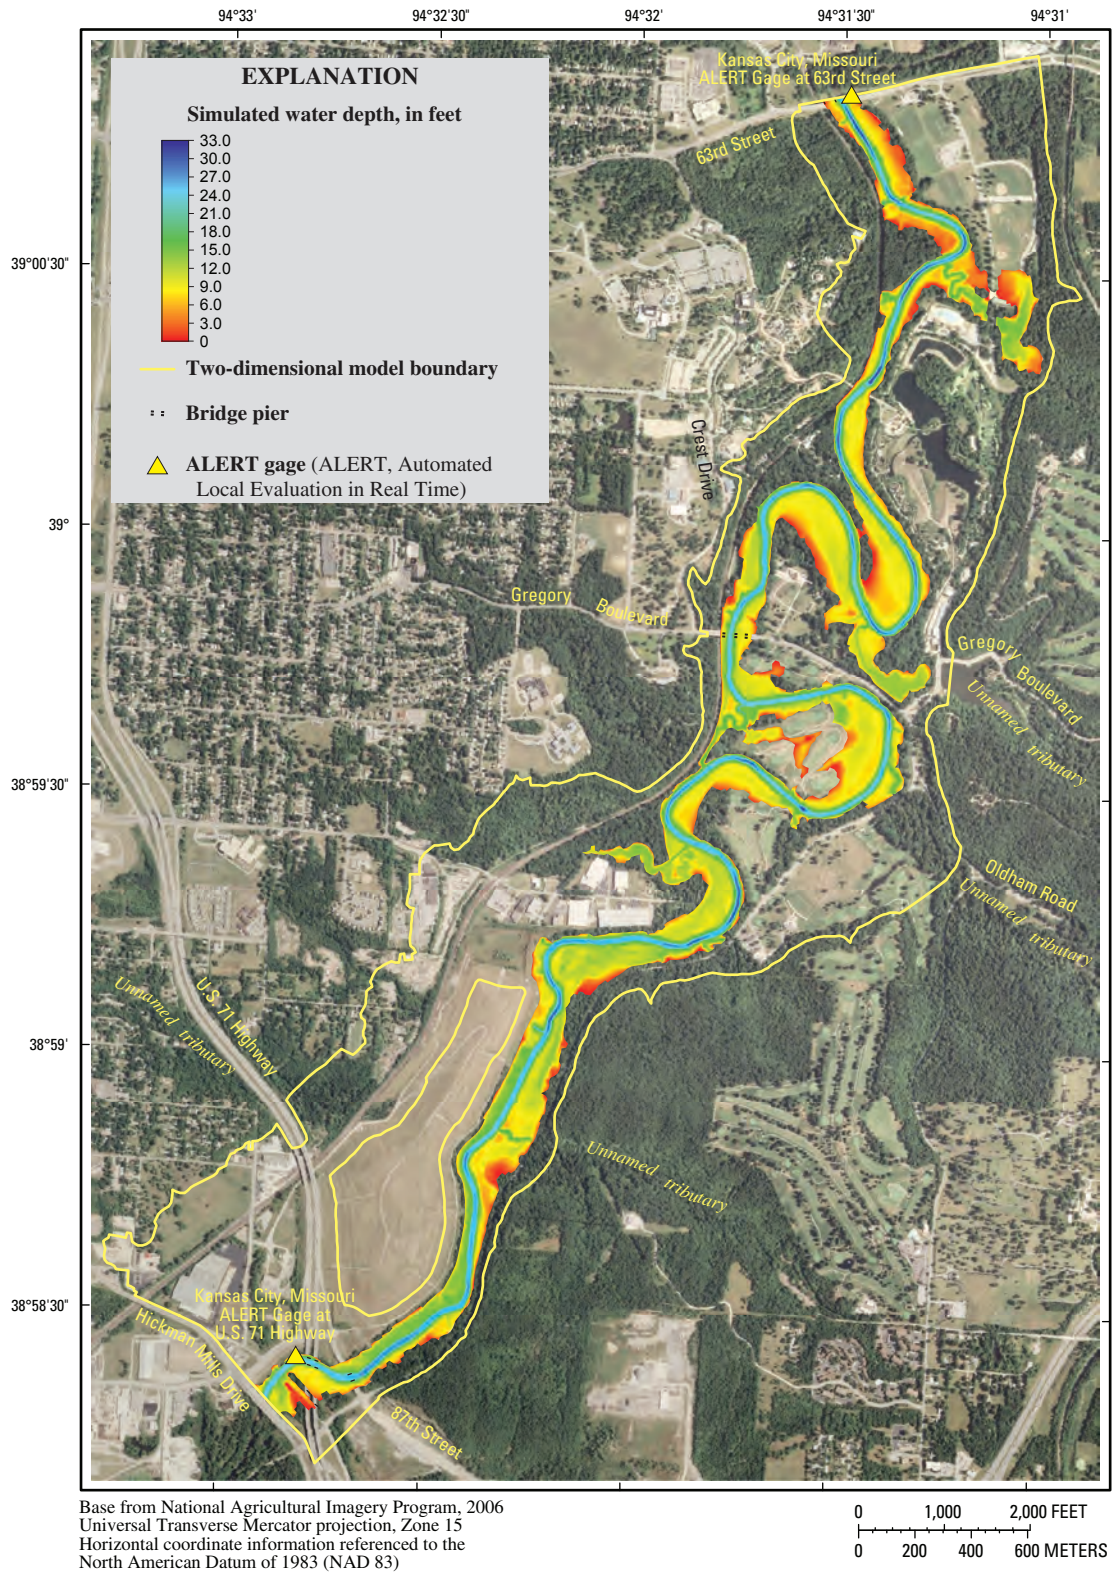 94°33'
94°32'30"
94°32'
94°31'30"
94°31'
EXPLANATION
Simulated water depth, in feet
33.0
30.0
27.0
24.0
21.0
18.0
15.0
12.0
9.0
6.0
3.0
0
Two-dimensional model boundary
Bridge pier
ALERT gage (ALERT, Automated
Local Evaluation in Real Time)
Kansas City, Missouri
ALERT Gage at 63rd Street
63rd Street
39°00'30"
Crest Drive
39°
Gregory Boulevard
Gregory Boulevard
Unnamed tributary
38°59'30"
Oldham Road
Unnamed tributary
U.S. 71 Highway
Unnamed tributary
38°59'
Unnamed tributary
38°58'30"
Kansas City, Missouri
ALERT Gage at
U.S. 71 Highway
Hickman Mills Drive
87th Street
Base from National Agricultural Imagery Program, 2006
Universal Transverse Mercator projection, Zone 15
Horizontal coordinate information referenced to the
North American Datum of 1983 (NAD 83)
0 1,000 2,000 FEET
0 200 400 600 METERS